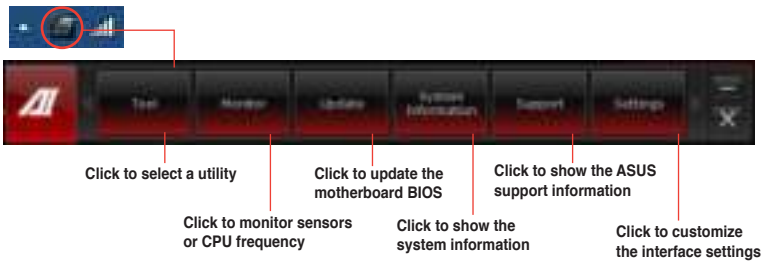 AI
Tool Monitor Update System Information Support Settings
Click to select a utility
Click to update the
motherboard BIOS
Click to show the ASUS
support information
Click to monitor sensors
or CPU frequency
Click to show the
system information
Click to customize
the interface settings